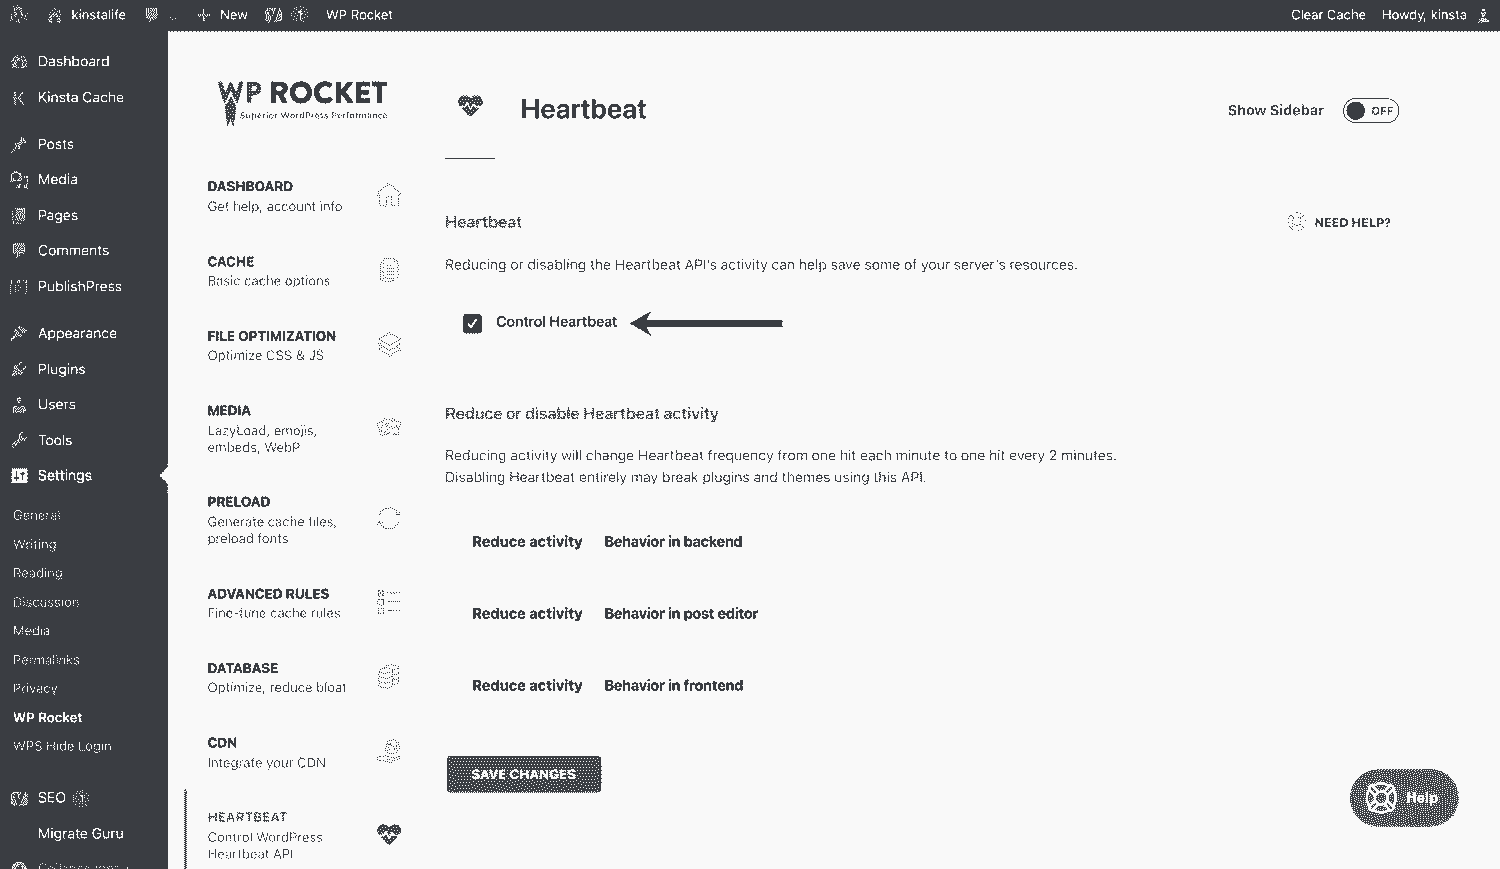 kinstalife
New
WP Rocket
Clear Cache
Howdy, kinsta
Dashboard
Kinsta Cache
Posts
Media
Pages
Comments
PublishPress
Appearance
Plugins
Users
Tools
Settings
General
Writing
Reading
Discussion
Media
Permalinks
Privacy
WP Rocket
WPS Hide Login
SEO
Migrate Guru
WP ROCKET
Superior WordPress Performance
DASHBOARD
Get help, account info
CACHE
Basic cache options
FILE OPTIMIZATION
Optimize CSS & JS
MEDIA
LazyLoad, emojis,
embeds, WebP
PRELOAD
Generate cache files,
preload fonts
ADVANCED RULES
Fine-tune cache rules
DATABASE
Optimize, reduce bloat
CDN
Integrate your CDN
HEARTBEAT
Control WordPress
Heartbeat API
Heartbeat
Show Sidebar
OFF
Heartbeat
NEED HELP?
Reducing or disabling the Heartbeat API's activity can help save some of your server's resources.
Control Heartbeat
Reduce or disable Heartbeat activity
Reducing activity will change Heartbeat frequency from one hit each minute to one hit every 2 minutes.
Disabling Heartbeat entirely may break plugins and themes using this API.
Reduce activity Behavior in backend
Reduce activity Behavior in post editor
Reduce activity Behavior in frontend
SAVE CHANGES
Help